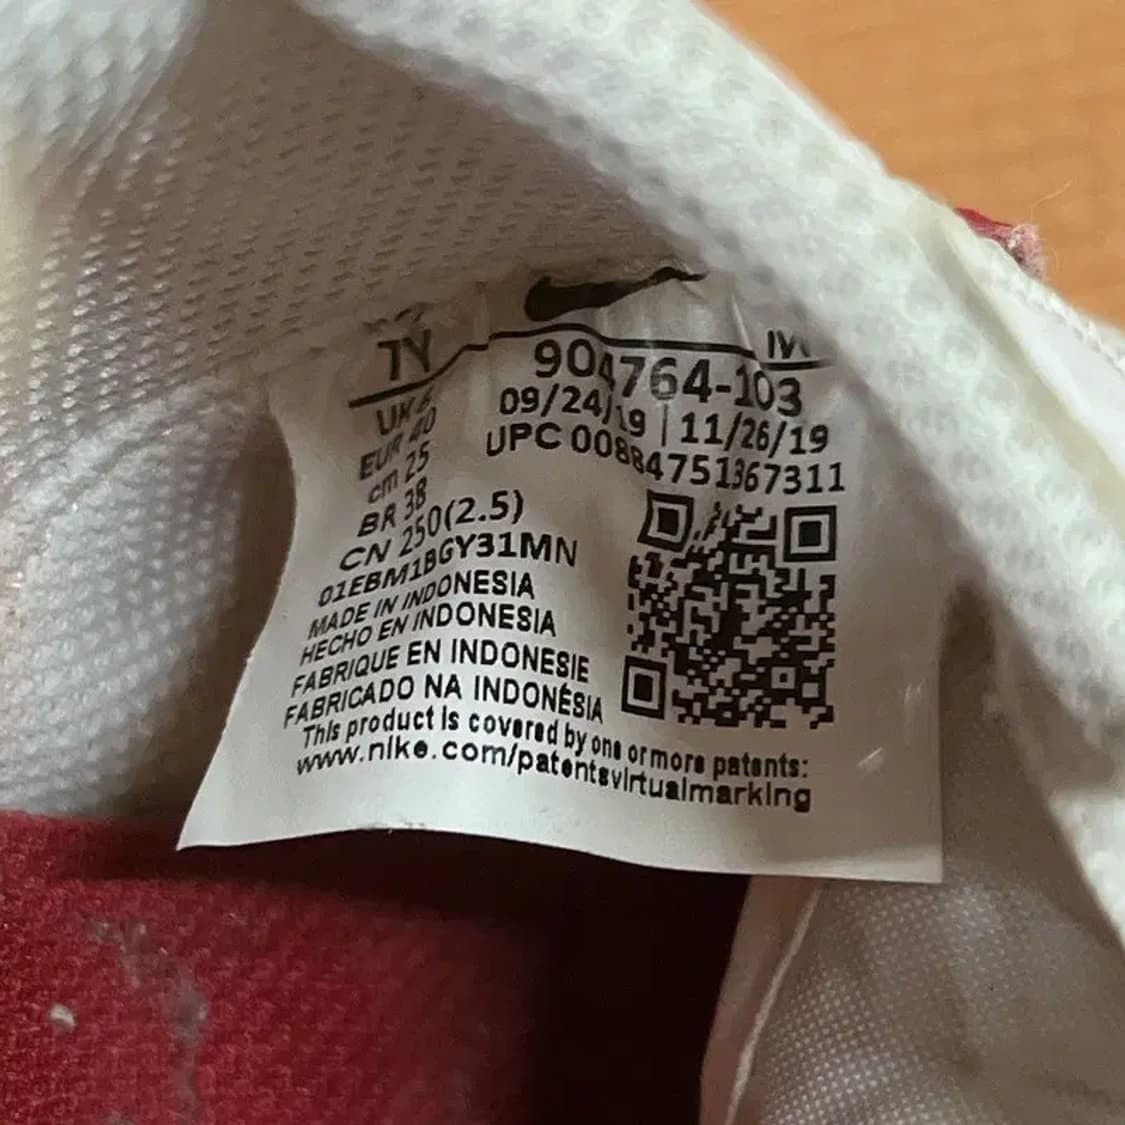 7Y
904764-103
09/24/19 | 11/26/19
UPC 00884751367311
UK 6
EUR 40
cm 25
BR 38
CN 250(2.5)
01EBM1BGY31MN
MADE IN INDONESIA
HECHO EN INDONESIA
FABRIQUE EN INDONESIE
FABRICADO NA INDONÉSIA
This product is covered by one or more patents:
www.nike.com/patentsvirtualmarking